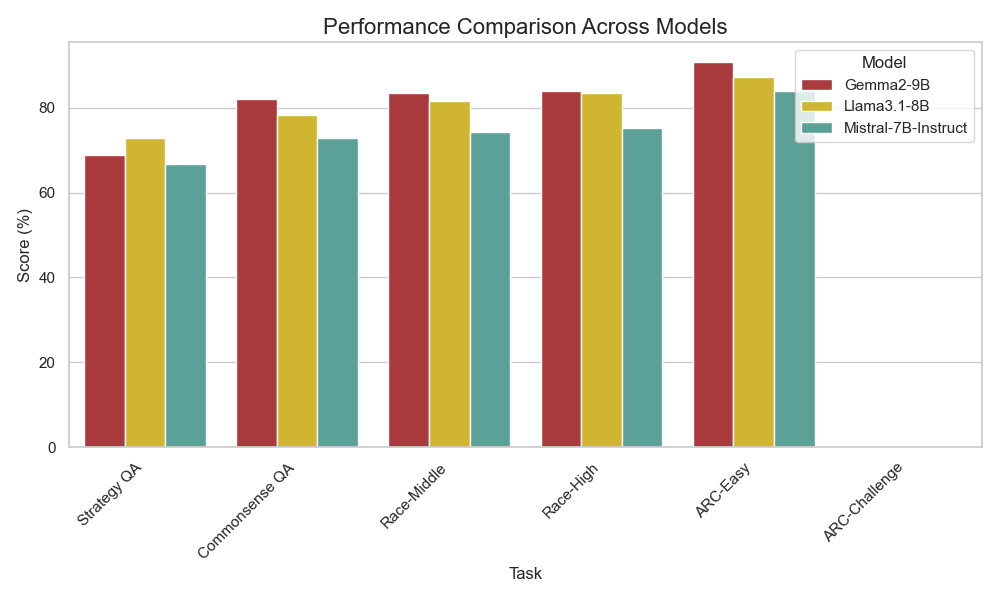 Performance Comparison Across Models
Model
Gemma2-9B
Llama3.1-8B
Mistral-7B-Instruct
Score (%)
80
60
40
20
0
Strategy QA
Commonsense QA
Race-Middle
Race-High
ARC-Easy
ARC-Challenge
Task